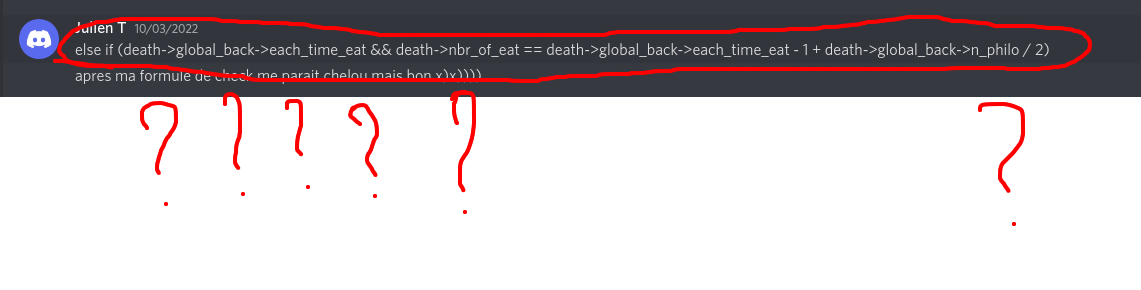 Julien T 10/03/2022
else if (death->global_back->each_time_eat && death->nbr_of_eat == death->global_back->each_time_eat - 1 + death->global_back->n_philo / 2)
apres ma formule de check me parait chelou mais bon x)x))))
? ? ? ? ? ?